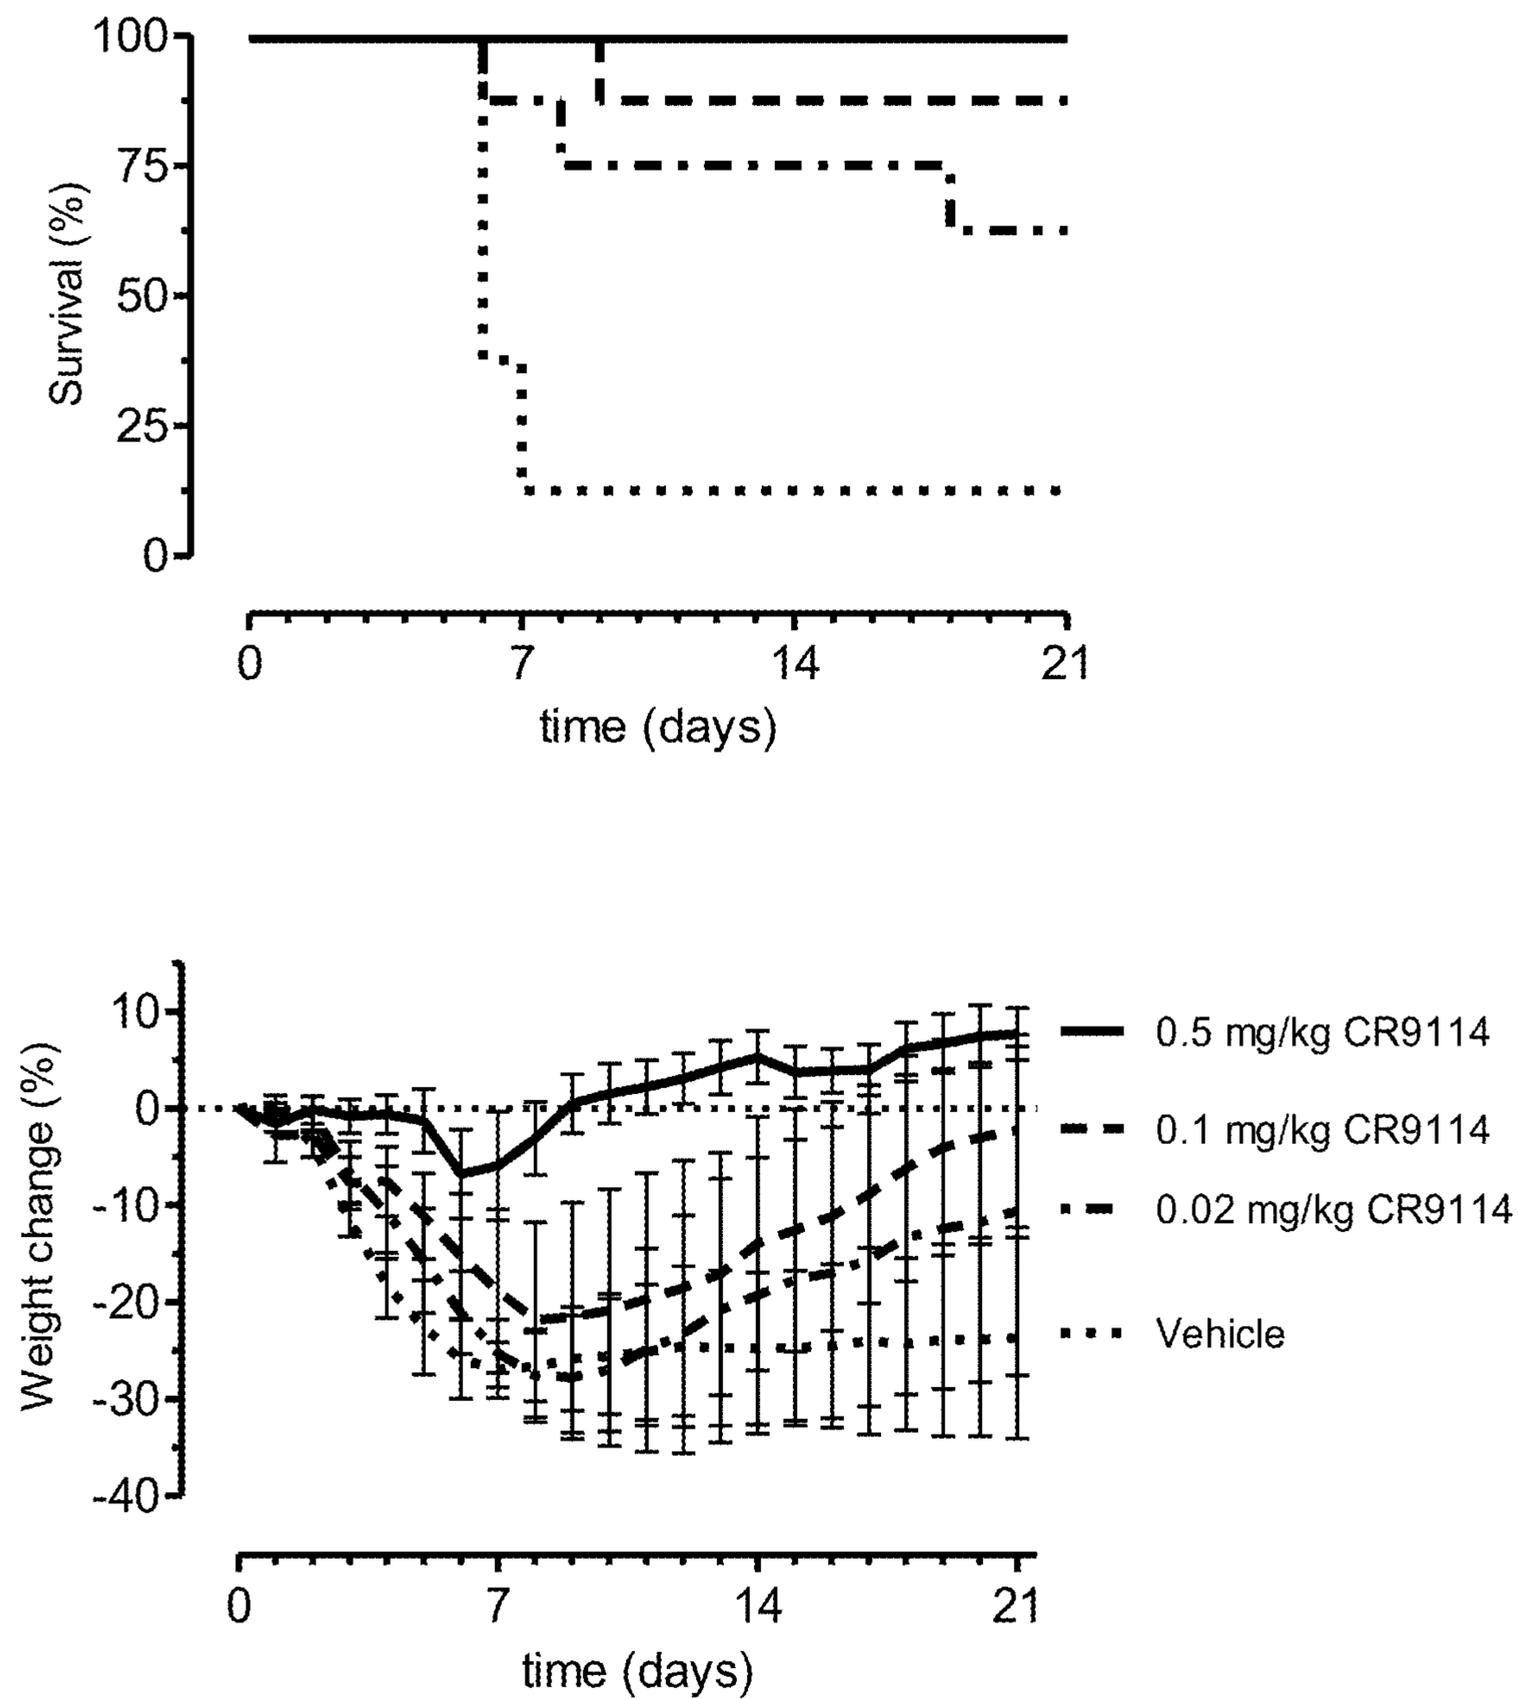 Survival (%)
100
75
50
25
0
0 7 14 21
time (days)
Weight change (%)
10
0
-10
-20
-30
-40
0.5 mg/kg CR9114
0.1 mg/kg CR9114
0.02 mg/kg CR9114
Vehicle
0 7 14 21
time (days)